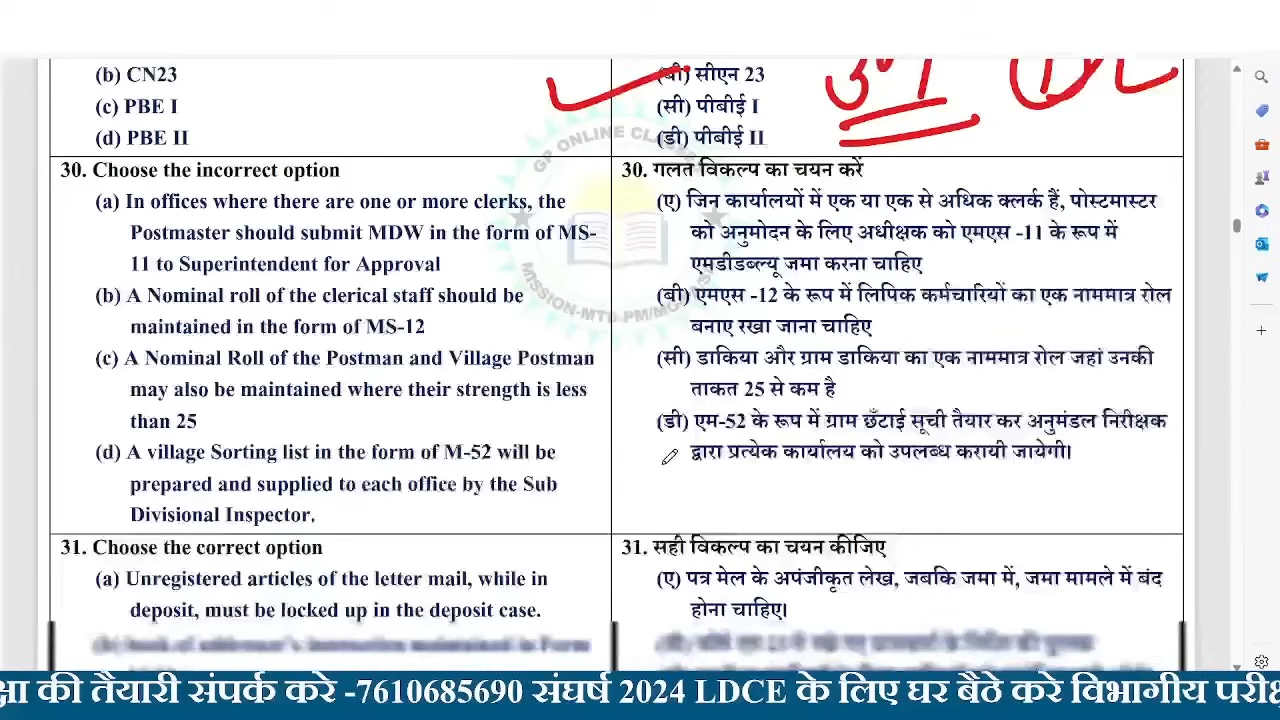 (b) CN23
(c) PBE I
(d) PBE II
(बी) सीएन 23
(सी) पीबीई I
(डी) पीबीई II
GP ONLINE CLASSES
30. Choose the incorrect option
(a) In offices where there are one or more clerks, the
Postmaster should submit MDW in the form of MS-
11 to Superintendent for Approval
(b) A Nominal roll of the clerical staff should be
maintained in the form of MS-12
(c) A Nominal Roll of the Postman and Village Postman
may also be maintained where their strength is less
than 25
(d) A village Sorting list in the form of M-52 will be
prepared and supplied to each office by the Sub
Divisional Inspector.
30. गलत विकल्प का चयन करें
(ए) जिन कार्यालयों में एक या एक से अधिक क्लर्क हैं, पोस्टमास्टर
को अनुमोदन के लिए अधीक्षक को एमएस -11 के रूप में
एमडीडब्ल्यू जमा करना चाहिए
(बी) एमएस -12 के रूप में लिपिक कर्मचारियों का एक नाममात्र रोल
बनाए रखा जाना चाहिए
(सी) डाकिया और ग्राम डाकिया का एक नाममात्र रोल जहां उनकी
ताकत 25 से कम है
(डी) एम-52 के रूप में ग्राम छँटाई सूची तैयार कर अनुमंडल निरीक्षक
द्वारा प्रत्येक कार्यालय को उपलब्ध करायी जायेगी।
31. Choose the correct option
(a) Unregistered articles of the letter mail, while in
deposit, must be locked up in the deposit case.
31. सही विकल्प का चयन कीजिए
(ए) पत्र मेल के अपंजीकृत लेख, जबकि जमा में, जमा मामले में बंद
होना चाहिए।
की तैयारी संपर्क करे -7610685690 संघर्ष 2024 LDCE के लिए घर बैठे करे विभागीय